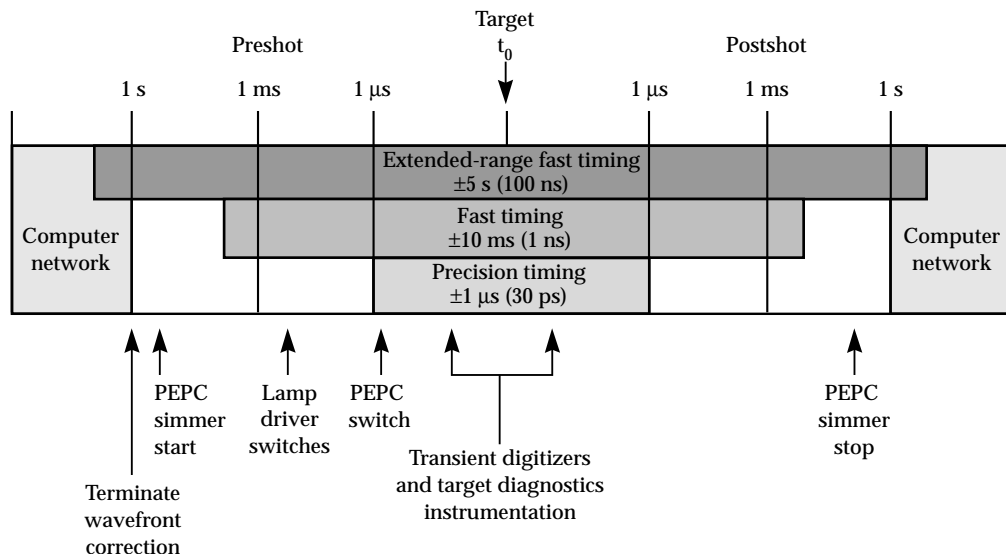 Target
Preshot
t0
Postshot
1 s
1 ms
1 µs
1 µs
1 ms
1 s
Extended-range fast timing
±5 s (100 ns)
Fast timing
±10 ms (1 ns)
Precision timing
±1 µs (30 ps)
Computer
network
Computer
network
PEPC
simmer
start
Lamp
driver
switches
PEPC
switch
PEPC
simmer
stop
Transient digitizers
and target diagnostics
instrumentation
Terminate
wavefront
correction